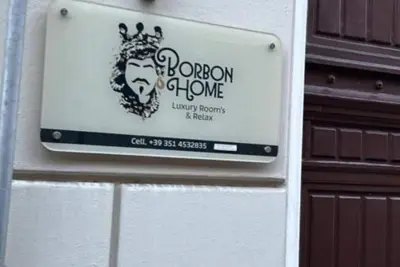 BORBON
HOME
Luxury Room's
& Relax
Cell. +39 351 4532835